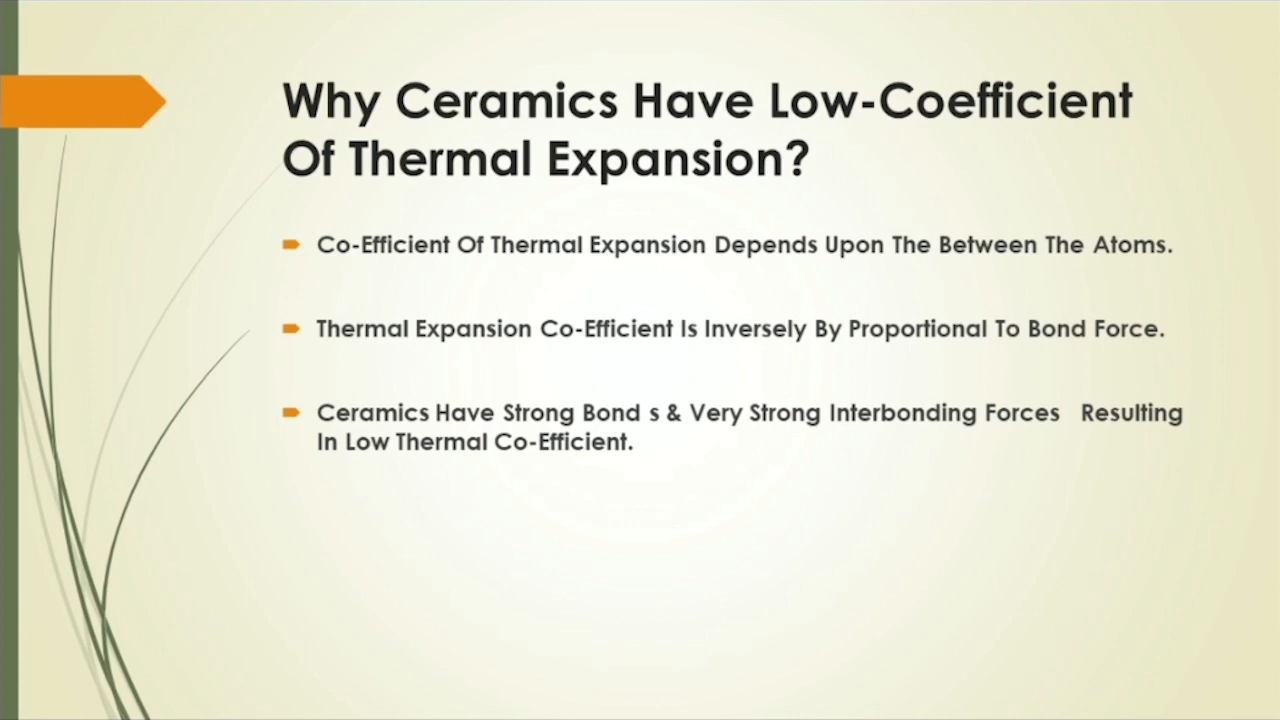 Why Ceramics Have Low-Coefficient
Of Thermal Expansion?
Co-Efficient Of Thermal Expansion Depends Upon The Between The Atoms.
Thermal Expansion Co-Efficient Is Inversely By Proportional To Bond Force.
Ceramics Have Strong Bond s & Very Strong Interbonding Forces Resulting
In Low Thermal Co-Efficient.